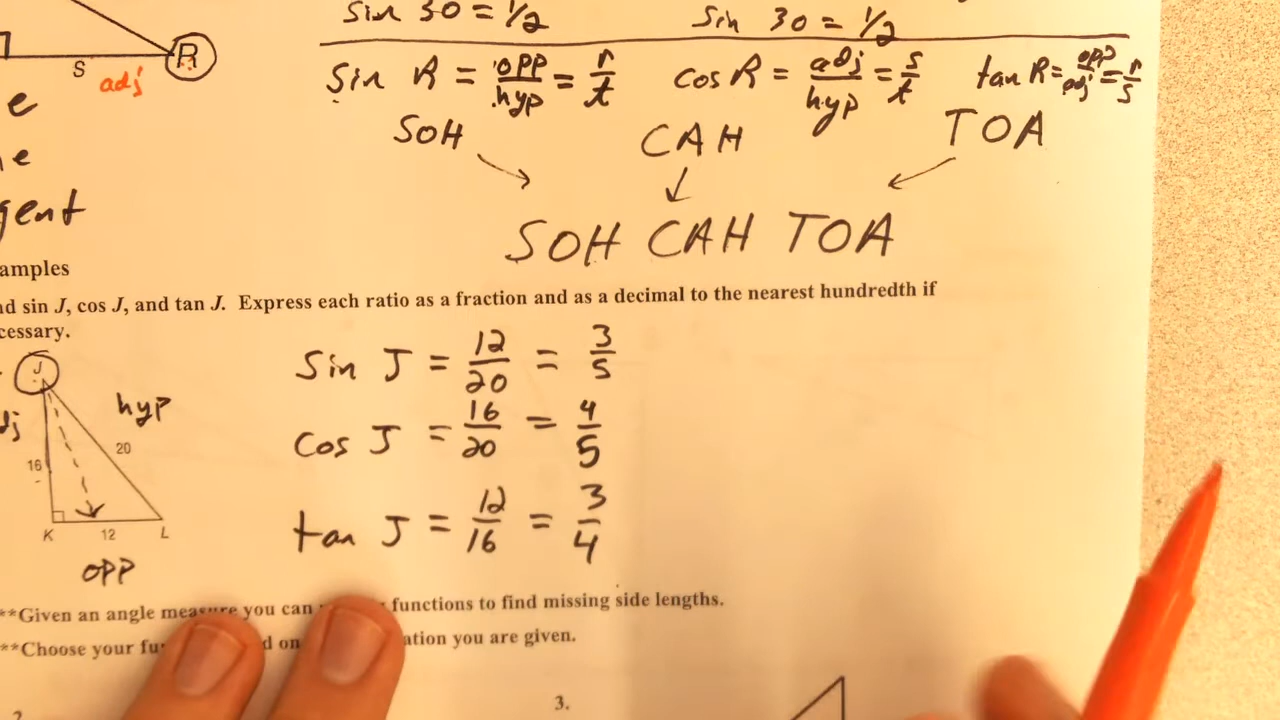 Sin 30 = 1/2 Sin 30 = 1/2
R
S adj
Sin R = opp/hyp = r/t cos R = adj/hyp = s/t tan R = opp/adj = r/s
e
SOH CAH TOA
e
gent
SOH CAH TOA
amples
nd sin J, cos J, and tan J. Express each ratio as a fraction and as a decimal to the nearest hundredth if
cessary.
Sin J = 12/20 = 3/5
J
hyp
dj
cos J = 16/20 = 4/5
20
16
tan J = 12/16 = 3/4
K 12 L
opp
**Given an angle measure you can functions to find missing side lengths.
**Choose your fu d on ation you are given.
3.